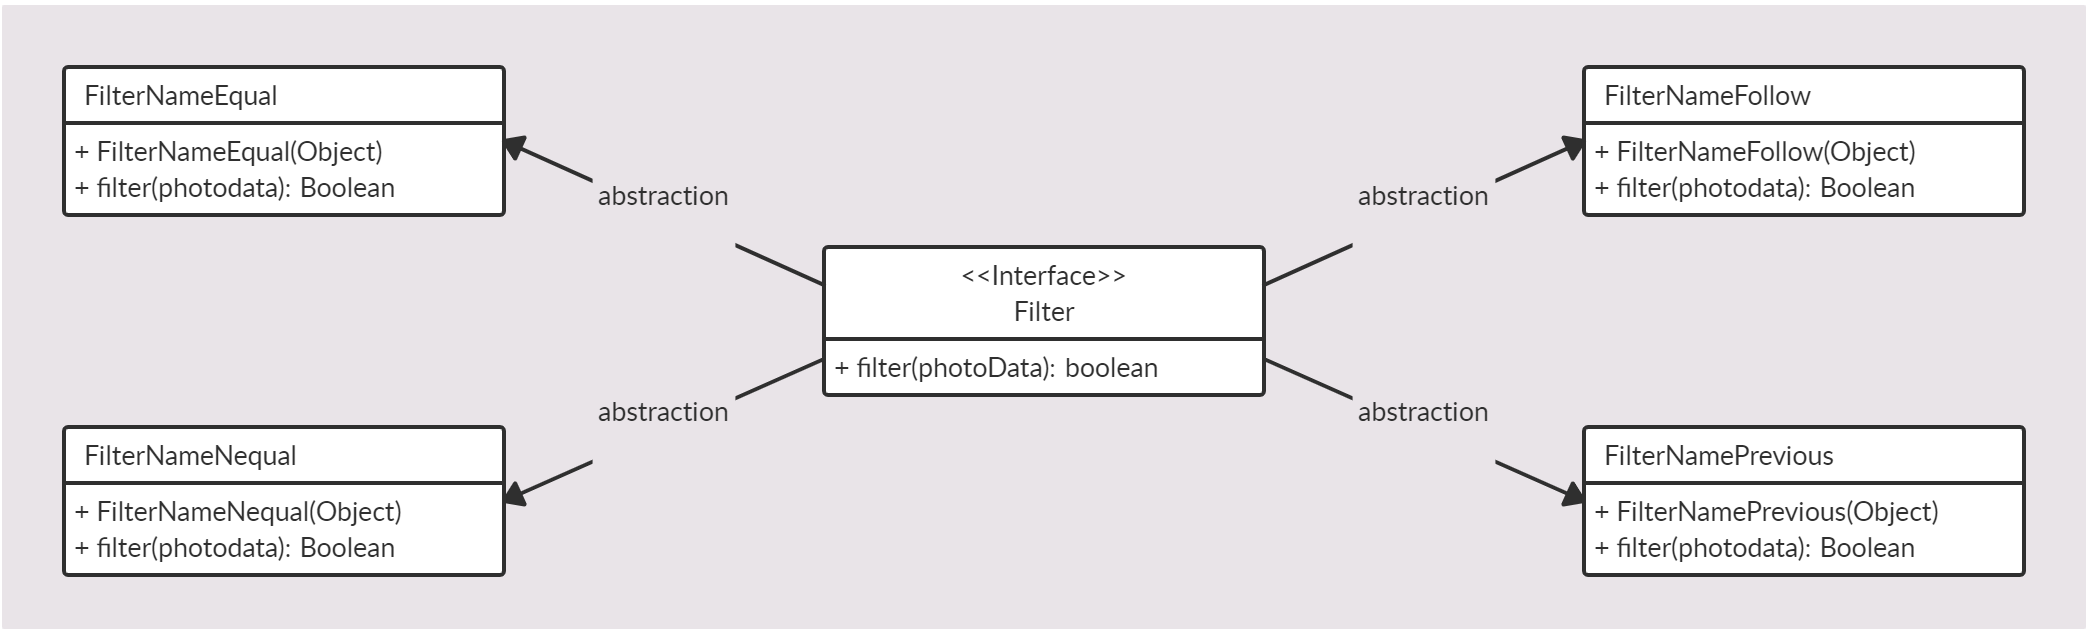 FilterNameEqual
+ FilterNameEqual(Object)
+ filter(photodata): Boolean
abstraction
FilterNameFollow
+ FilterNameFollow(Object)
+ filter(photodata): Boolean
abstraction
<<Interface>>
Filter
+ filter(photoData): boolean
abstraction
FilterNameNequal
+ FilterNameNequal(Object)
+ filter(photodata): Boolean
abstraction
FilterNamePrevious
+ FilterNamePrevious(Object)
+ filter(photodata): Boolean